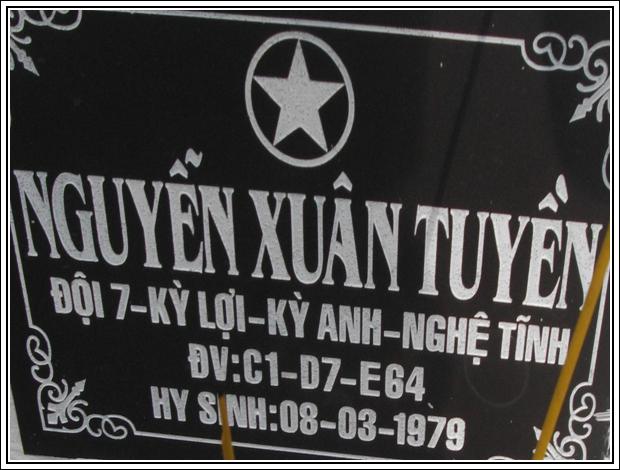 NGUYỄN XUÂN TUYẾN
ĐỘI 7-KỲ LỢI-KỲ ANH-NGHỆ TĨNH
ĐV:C1-D7-E64
HY SINH:08-03-1979